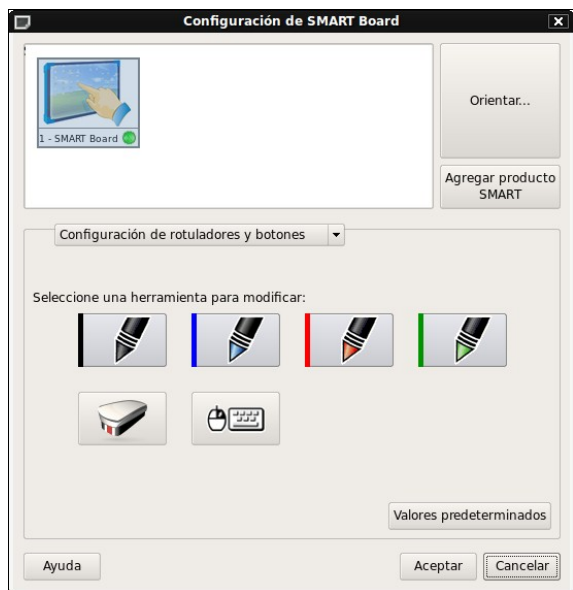 Configuración de SMART Board
1 - SMART Board
Orientar...
Agregar producto
SMART
Configuración de rotuladores y botones
Seleccione una herramienta para modificar:
Valores predeterminados
Ayuda
Aceptar
Cancelar